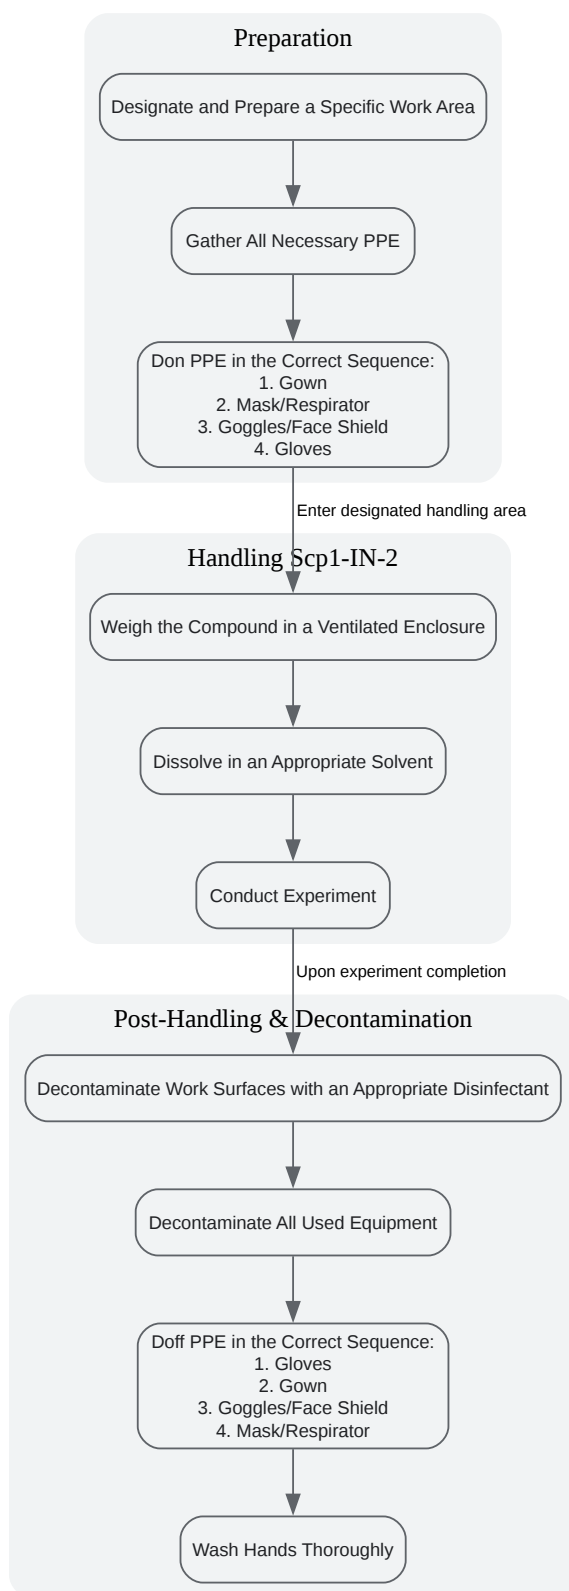 Preparation
Designate and Prepare a Specific Work Area
Gather All Necessary PPE
Don PPE in the Correct Sequence:
1. Gown
2. Mask/Respirator
3. Goggles/Face Shield
4. Gloves
Enter designated handling area
Handling Scp1-IN-2
Weigh the Compound in a Ventilated Enclosure
Dissolve in an Appropriate Solvent
Conduct Experiment
Upon experiment completion
Post-Handling & Decontamination
Decontaminate Work Surfaces with an Appropriate Disinfectant
Decontaminate All Used Equipment
Doff PPE in the Correct Sequence:
1. Gloves
2. Gown
3. Goggles/Face Shield
4. Mask/Respirator
Wash Hands Thoroughly